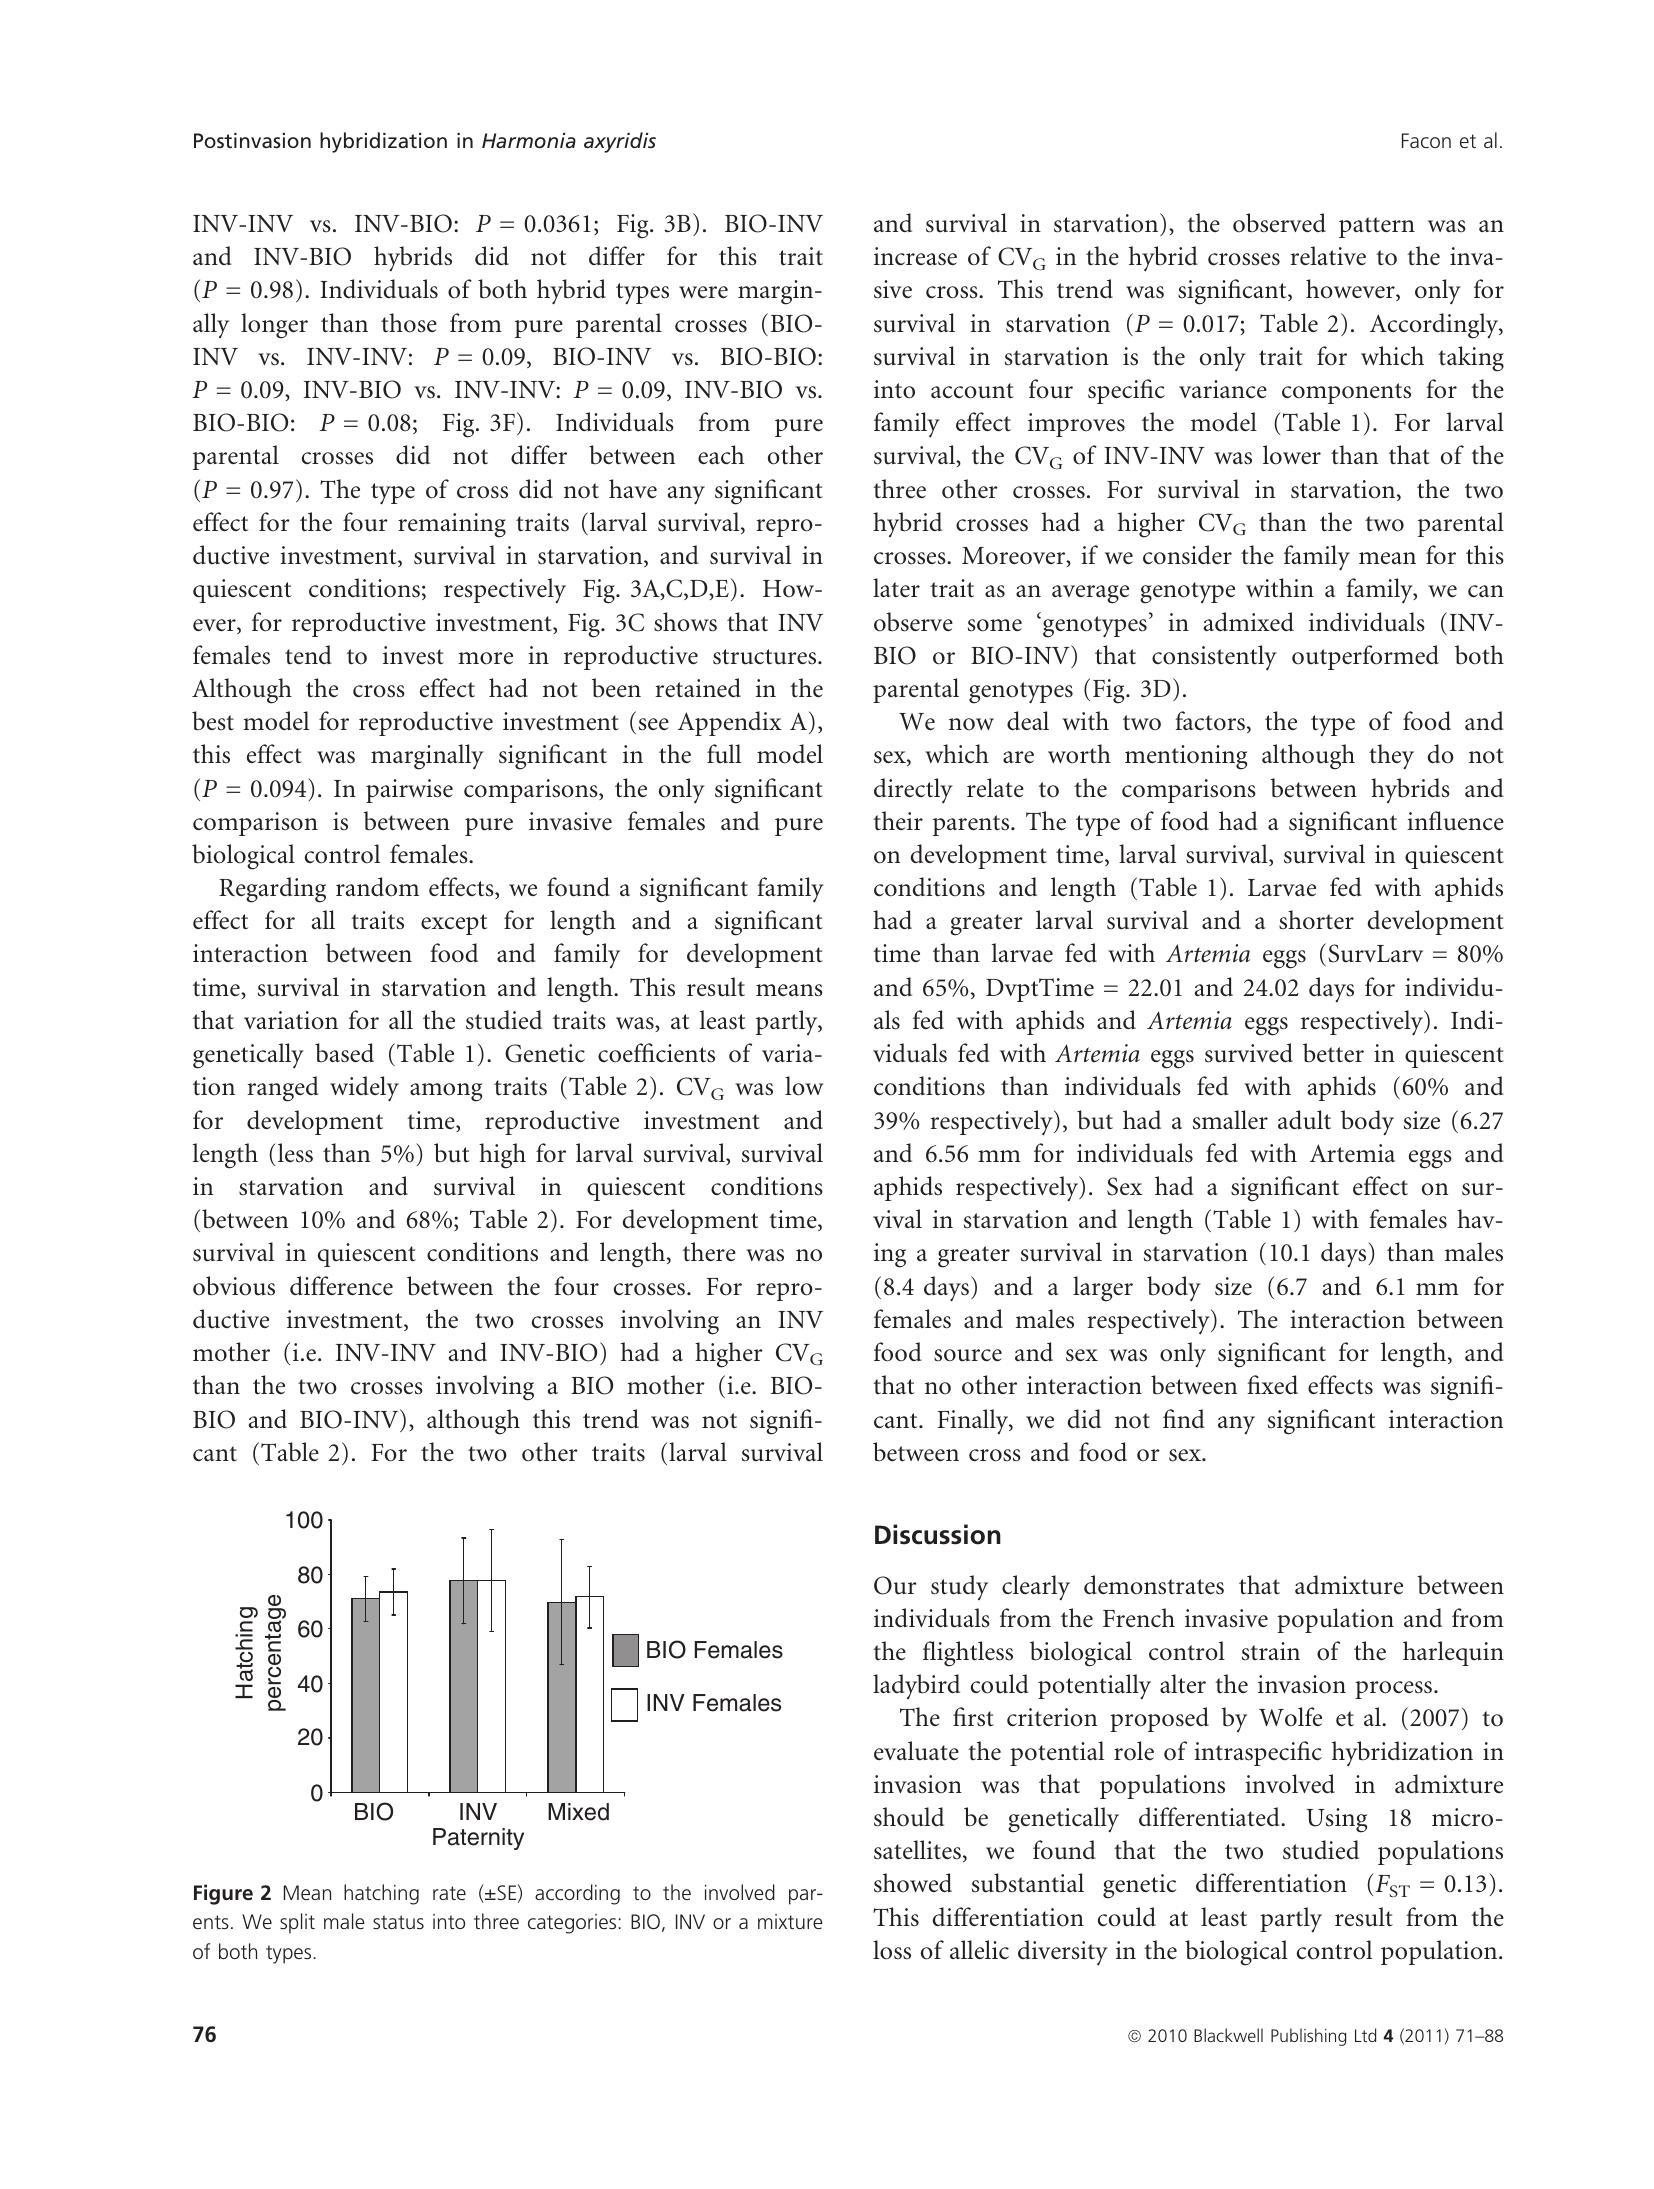 Postinvasion hybridization in Harmonia axyridis
Facon et al.
INV-INV vs. INV-BIO: P = 0.0361; Fig. 3B). BIO-INV
and INV-BIO hybrids did not differ for this trait
(P = 0.98). Individuals of both hybrid types were margin-
ally longer than those from pure parental crosses (BIO-
INV vs. INV-INV: P = 0.09, BIO-INV vs. BIO-BIO:
P = 0.09, INV-BIO vs. INV-INV: P = 0.09, INV-BIO vs.
BIO-BIO: P = 0.08; Fig. 3F). Individuals from pure
parental crosses did not differ between each other
(P = 0.97). The type of cross did not have any significant
effect for the four remaining traits (larval survival, repro-
ductive investment, survival in starvation, and survival in
quiescent conditions; respectively Fig. 3A,C,D,E). How-
ever, for reproductive investment, Fig. 3C shows that INV
females tend to invest more in reproductive structures.
Although the cross effect had not been retained in the
best model for reproductive investment (see Appendix A),
this effect was marginally significant in the full model
(P = 0.094). In pairwise comparisons, the only significant
comparison is between pure invasive females and pure
biological control females.
Regarding random effects, we found a significant family
effect for all traits except for length and a significant
interaction between food and family for development
time, survival in starvation and length. This result means
that variation for all the studied traits was, at least partly,
genetically based (Table 1). Genetic coefficients of varia-
tion ranged widely among traits (Table 2). CVG was low
for development time, reproductive investment and
length (less than 5%) but high for larval survival, survival
in starvation and survival in quiescent conditions
(between 10% and 68%; Table 2). For development time,
survival in quiescent conditions and length, there was no
obvious difference between the four crosses. For repro-
ductive investment, the two crosses involving an INV
mother (i.e. INV-INV and INV-BIO) had a higher CVG
than the two crosses involving a BIO mother (i.e. BIO-
BIO and BIO-INV), although this trend was not signifi-
cant (Table 2). For the two other traits (larval survival
and survival in starvation), the observed pattern was an
increase of CVG in the hybrid crosses relative to the inva-
sive cross. This trend was significant, however, only for
survival in starvation (P = 0.017; Table 2). Accordingly,
survival in starvation is the only trait for which taking
into account four specific variance components for the
family effect improves the model (Table 1). For larval
survival, the CVG of INV-INV was lower than that of the
three other crosses. For survival in starvation, the two
hybrid crosses had a higher CVG than the two parental
crosses. Moreover, if we consider the family mean for this
later trait as an average genotype within a family, we can
observe some ‘genotypes’ in admixed individuals (INV-
BIO or BIO-INV) that consistently outperformed both
parental genotypes (Fig. 3D).
We now deal with two factors, the type of food and
sex, which are worth mentioning although they do not
directly relate to the comparisons between hybrids and
their parents. The type of food had a significant influence
on development time, larval survival, survival in quiescent
conditions and length (Table 1). Larvae fed with aphids
had a greater larval survival and a shorter development
time than larvae fed with Artemia eggs (SurvLarv = 80%
and 65%, DvptTime = 22.01 and 24.02 days for individu-
als fed with aphids and Artemia eggs respectively). Indi-
viduals fed with Artemia eggs survived better in quiescent
conditions than individuals fed with aphids (60% and
39% respectively), but had a smaller adult body size (6.27
and 6.56 mm for individuals fed with Artemia eggs and
aphids respectively). Sex had a significant effect on sur-
vival in starvation and length (Table 1) with females hav-
ing a greater survival in starvation (10.1 days) than males
(8.4 days) and a larger body size (6.7 and 6.1 mm for
females and males respectively). The interaction between
food source and sex was only significant for length, and
that no other interaction between fixed effects was signifi-
cant. Finally, we did not find any significant interaction
between cross and food or sex.
100
80
60
40
20
0
Hatching
percentage
BIO INV Mixed
Paternity
BIO Females
INV Females
Figure 2 Mean hatching rate (±SE) according to the involved par-
ents. We split male status into three categories: BIO, INV or a mixture
of both types.
Discussion
Our study clearly demonstrates that admixture between
individuals from the French invasive population and from
the flightless biological control strain of the harlequin
ladybird could potentially alter the invasion process.
The first criterion proposed by Wolfe et al. (2007) to
evaluate the potential role of intraspecific hybridization in
invasion was that populations involved in admixture
should be genetically differentiated. Using 18 micro-
satellites, we found that the two studied populations
showed substantial genetic differentiation (FST = 0.13).
This differentiation could at least partly result from the
loss of allelic diversity in the biological control population.
76
© 2010 Blackwell Publishing Ltd 4 (2011) 71–88